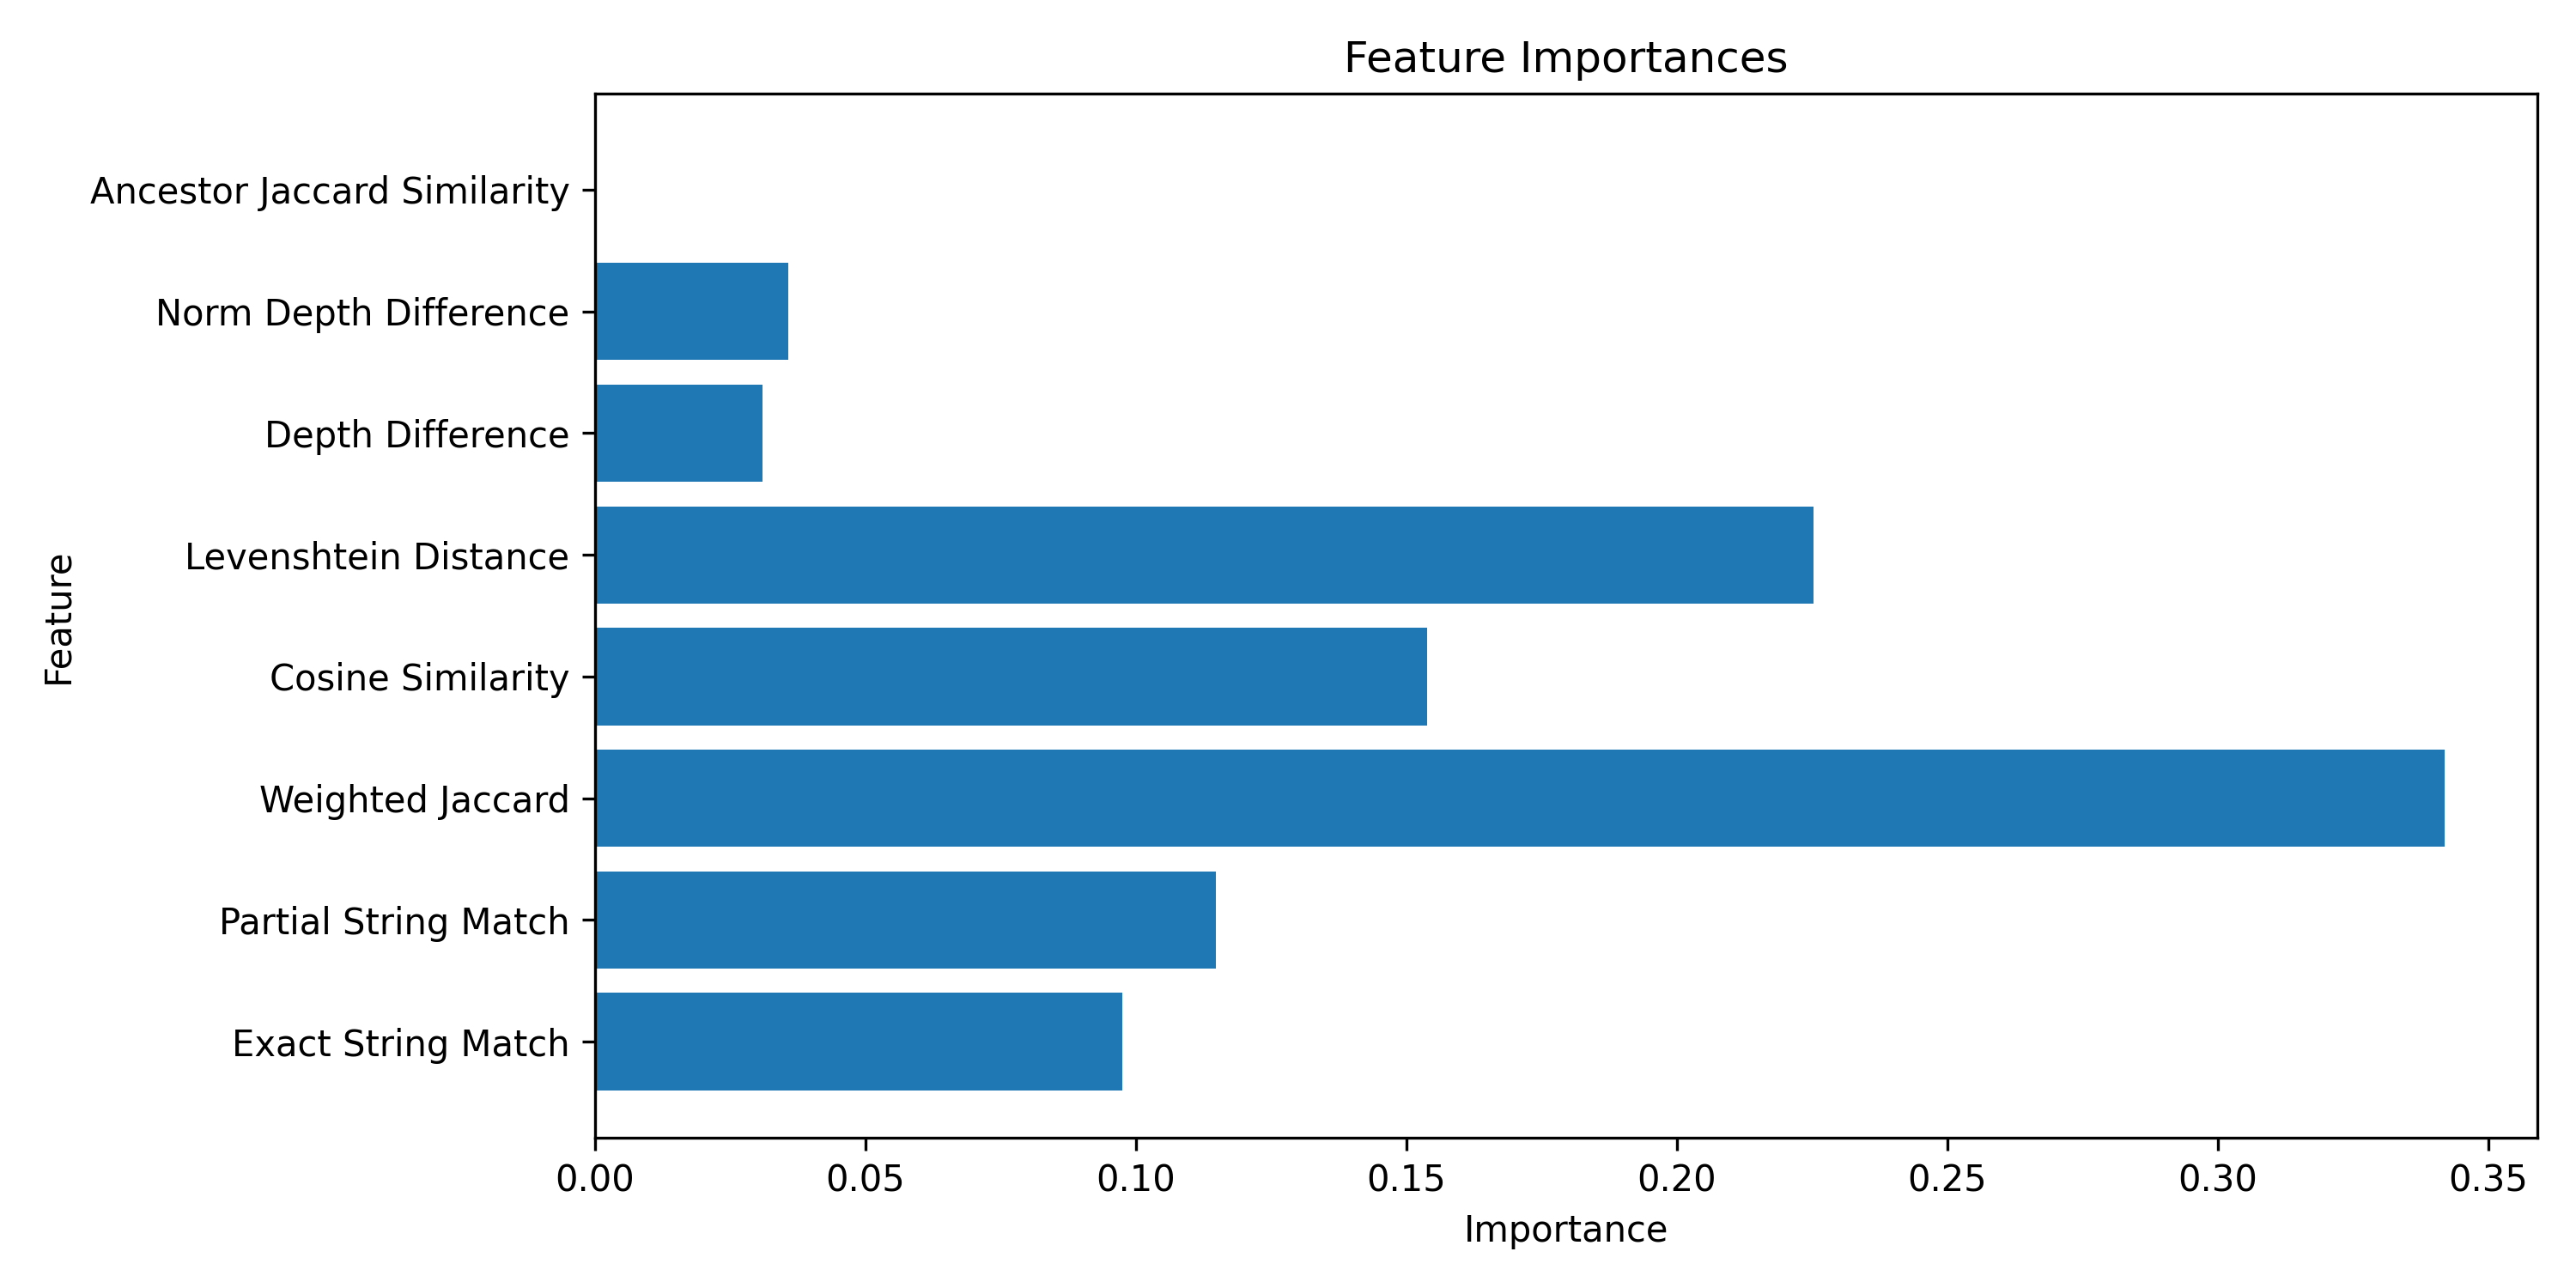 Feature Importances
Ancestor Jaccard Similarity
Norm Depth Difference
Depth Difference
Levenshtein Distance
Cosine Similarity
Weighted Jaccard
Partial String Match
Exact String Match
Feature
0.00 0.05 0.10 0.15 0.20 0.25 0.30 0.35
Importance